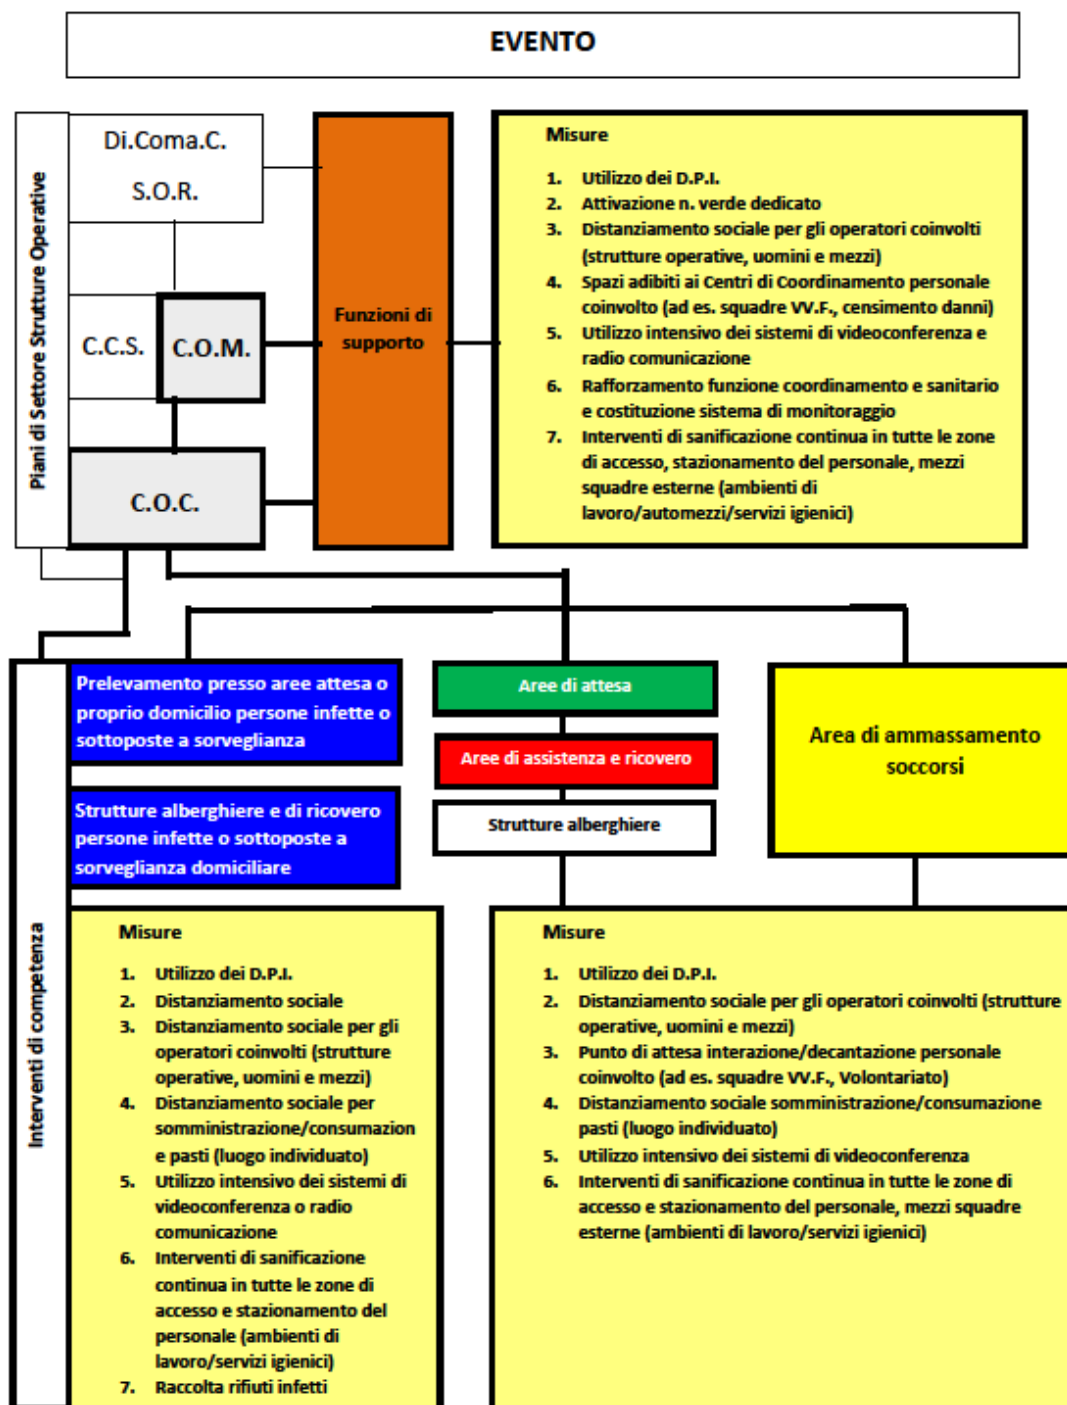 EVENTO
Piani di Settore Strutture Operative
Di.Coma.C.
S.O.R.
C.C.S.
C.O.M.
C.O.C.
Funzioni di
supporto
Misure
1. Utilizzo dei D.P.I.
2. Attivazione n. verde dedicato
3. Distanziamento sociale per gli operatori coinvolti
(strutture operative, uomini e mezzi)
4. Spazi adibiti ai Centri di Coordinamento personale
coinvolto (ad es. squadre VV.F., censimento danni)
5. Utilizzo intensivo dei sistemi di videoconferenza e
radio comunicazione
6. Rafforzamento funzione coordinamento e sanitario
e costituzione sistema di monitoraggio
7. Interventi di sanificazione continua in tutte le zone
di accesso, stazionamento del personale, mezzi
squadre esterne (ambienti di
lavoro/automezzi/servizi igienici)
Interventi di competenza
Prelevamento presso aree attesa o
proprio domicilio persone infette o
sottoposte a sorveglianza
Strutture alberghiere e di ricovero
persone infette o sottoposte a
sorveglianza domiciliare
Aree di attesa
Aree di assistenza e ricovero
Strutture alberghiere
Area di ammassamento
soccorsi
Misure
1. Utilizzo dei D.P.I.
2. Distanziamento sociale
3. Distanziamento sociale per gli
operatori coinvolti (strutture
operative, uomini e mezzi)
4. Distanziamento sociale per
somministrazione/consumazion
e pasti (luogo individuato)
5. Utilizzo intensivo dei sistemi di
videoconferenza o radio
comunicazione
6. Interventi di sanificazione
continua in tutte le zone di
accesso e stazionamento del
personale (ambienti di
lavoro/servizi igienici)
7. Raccolta rifiuti infetti
Misure
1. Utilizzo dei D.P.I.
2. Distanziamento sociale per gli operatori coinvolti (strutture
operative, uomini e mezzi)
3. Punto di attesa interazione/decantazione personale
coinvolto (ad es. squadre VV.F., Volontariato)
4. Distanziamento sociale somministrazione/consumazione
pasti (luogo individuato)
5. Utilizzo intensivo dei sistemi di videoconferenza
6. Interventi di sanificazione continua in tutte le zone di
accesso e stazionamento del personale, mezzi squadre
esterne (ambienti di lavoro/servizi igienici)